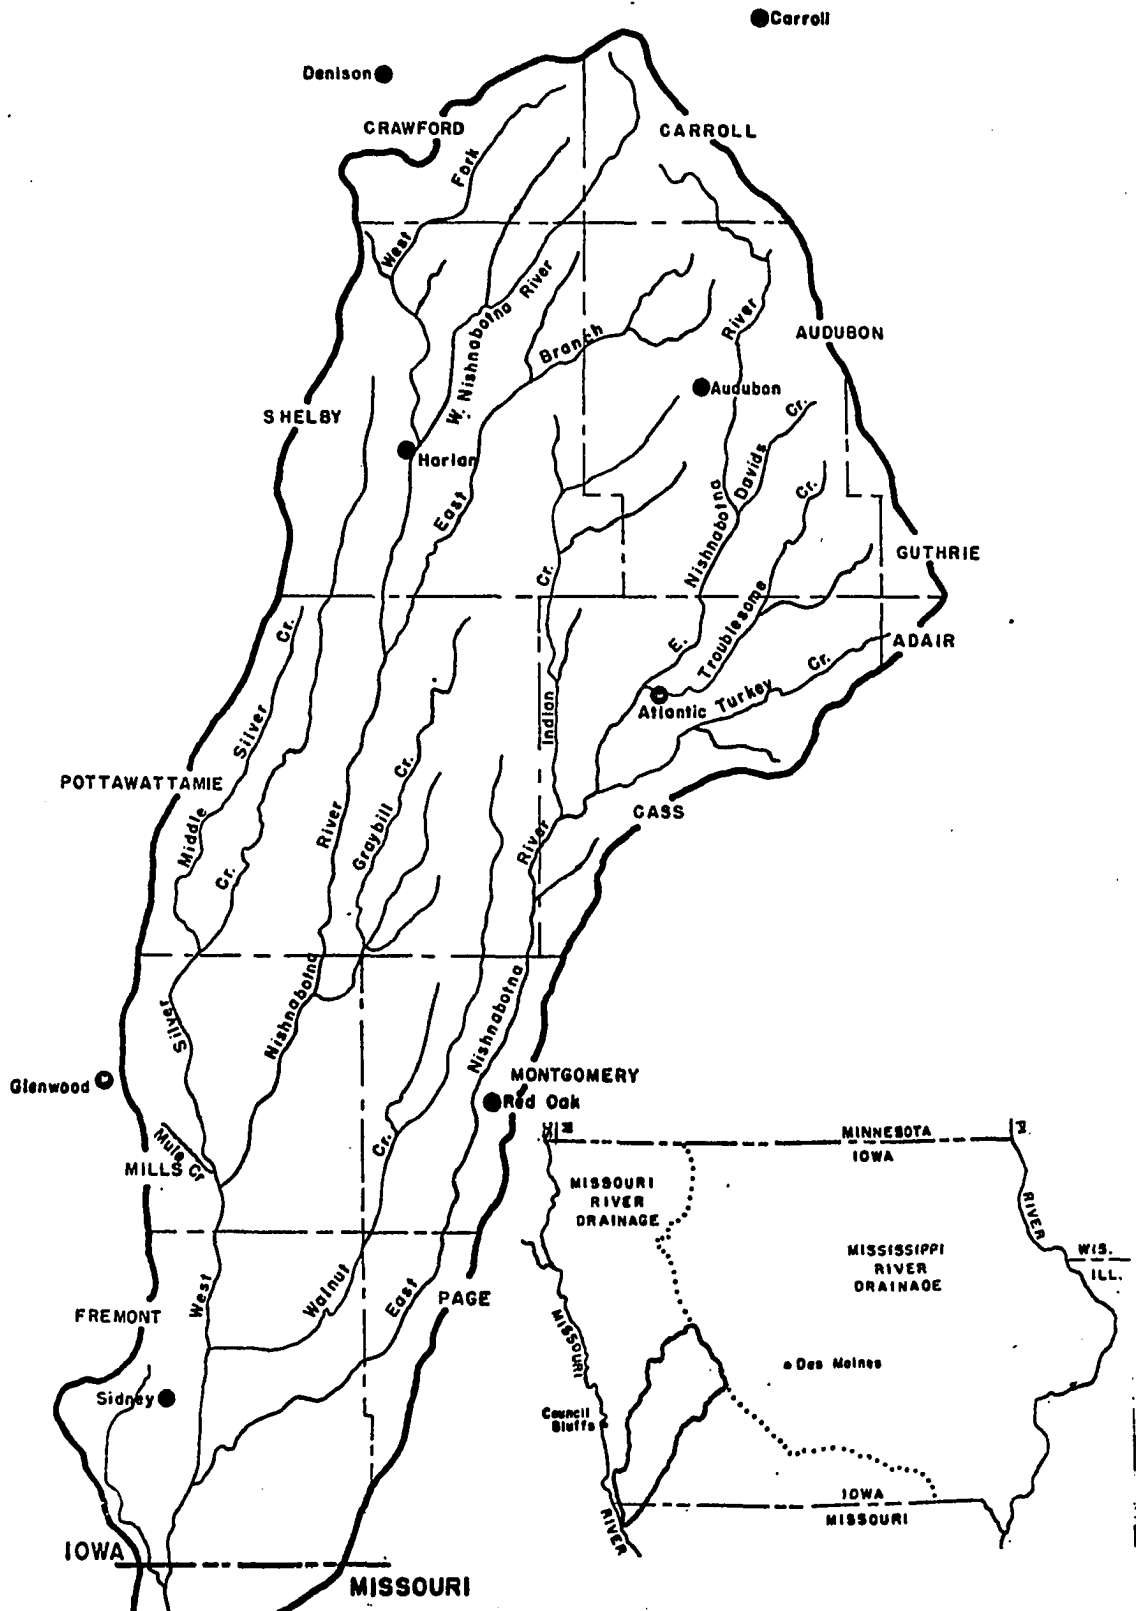 Carroll
Denison
CRAWFORD
CARROLL
Fork
West
W. Nishnabotna River
Branch
River
AUDUBON
Audubon
SHELBY
Cr.
Harlan
Davids
East
Nishnabotna
Cr.
GUTHRIE
Cr.
Cr.
Troublesome
E.
ADAIR
Cr.
Turkey
Atlantic
Indian
Silver
POTTAWATTAMIE
Cr.
CASS
Middle
River
Graybill
River
Cr.
Nishnabotna
Nishnabotna
Silver
Glenwood
MONTGOMERY
Red Oak
Mule Cr
Cr.
MILLS
West
Walnut
East
PAGE
FREMONT
Sidney
IOWA
MISSOURI
MINNESOTA
IOWA
MISSOURI
RIVER
DRAINAGE
RIVER
MISSISSIPPI
RIVER
DRAINAGE
WIS.
ILL.
MISSOURI
Des Moines
Council
Bluffs
IOWA
MISSOURI
RIVER